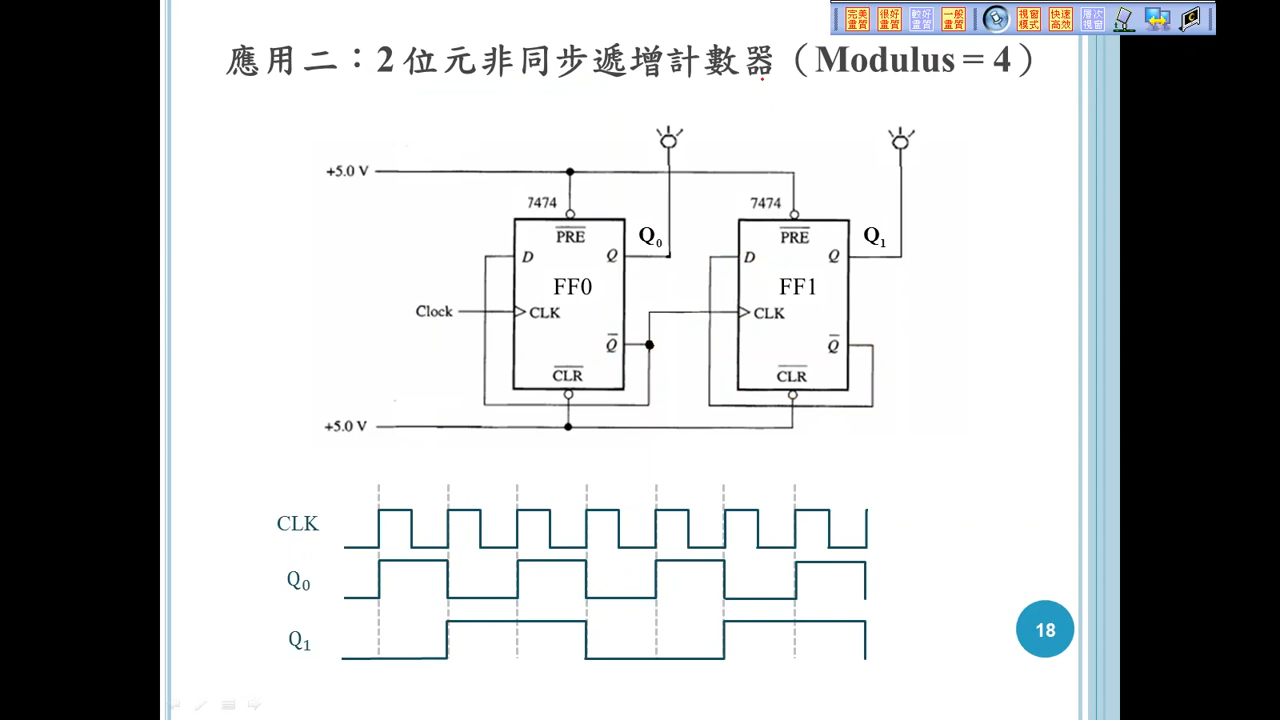 完美畫質 很好畫質 較好畫質 一般畫質 視窗模式 快速高效 層次視窗
應用二：2 位元非同步遞增計數器（Modulus = 4）
+5.0 V
7474 7474
PRE PRE
Q₀ Q₁
D Q D Q
FF0 FF1
Clock CLK CLK
Q̅ Q̅
CLR CLR
+5.0 V
CLK
Q₀
Q₁
18